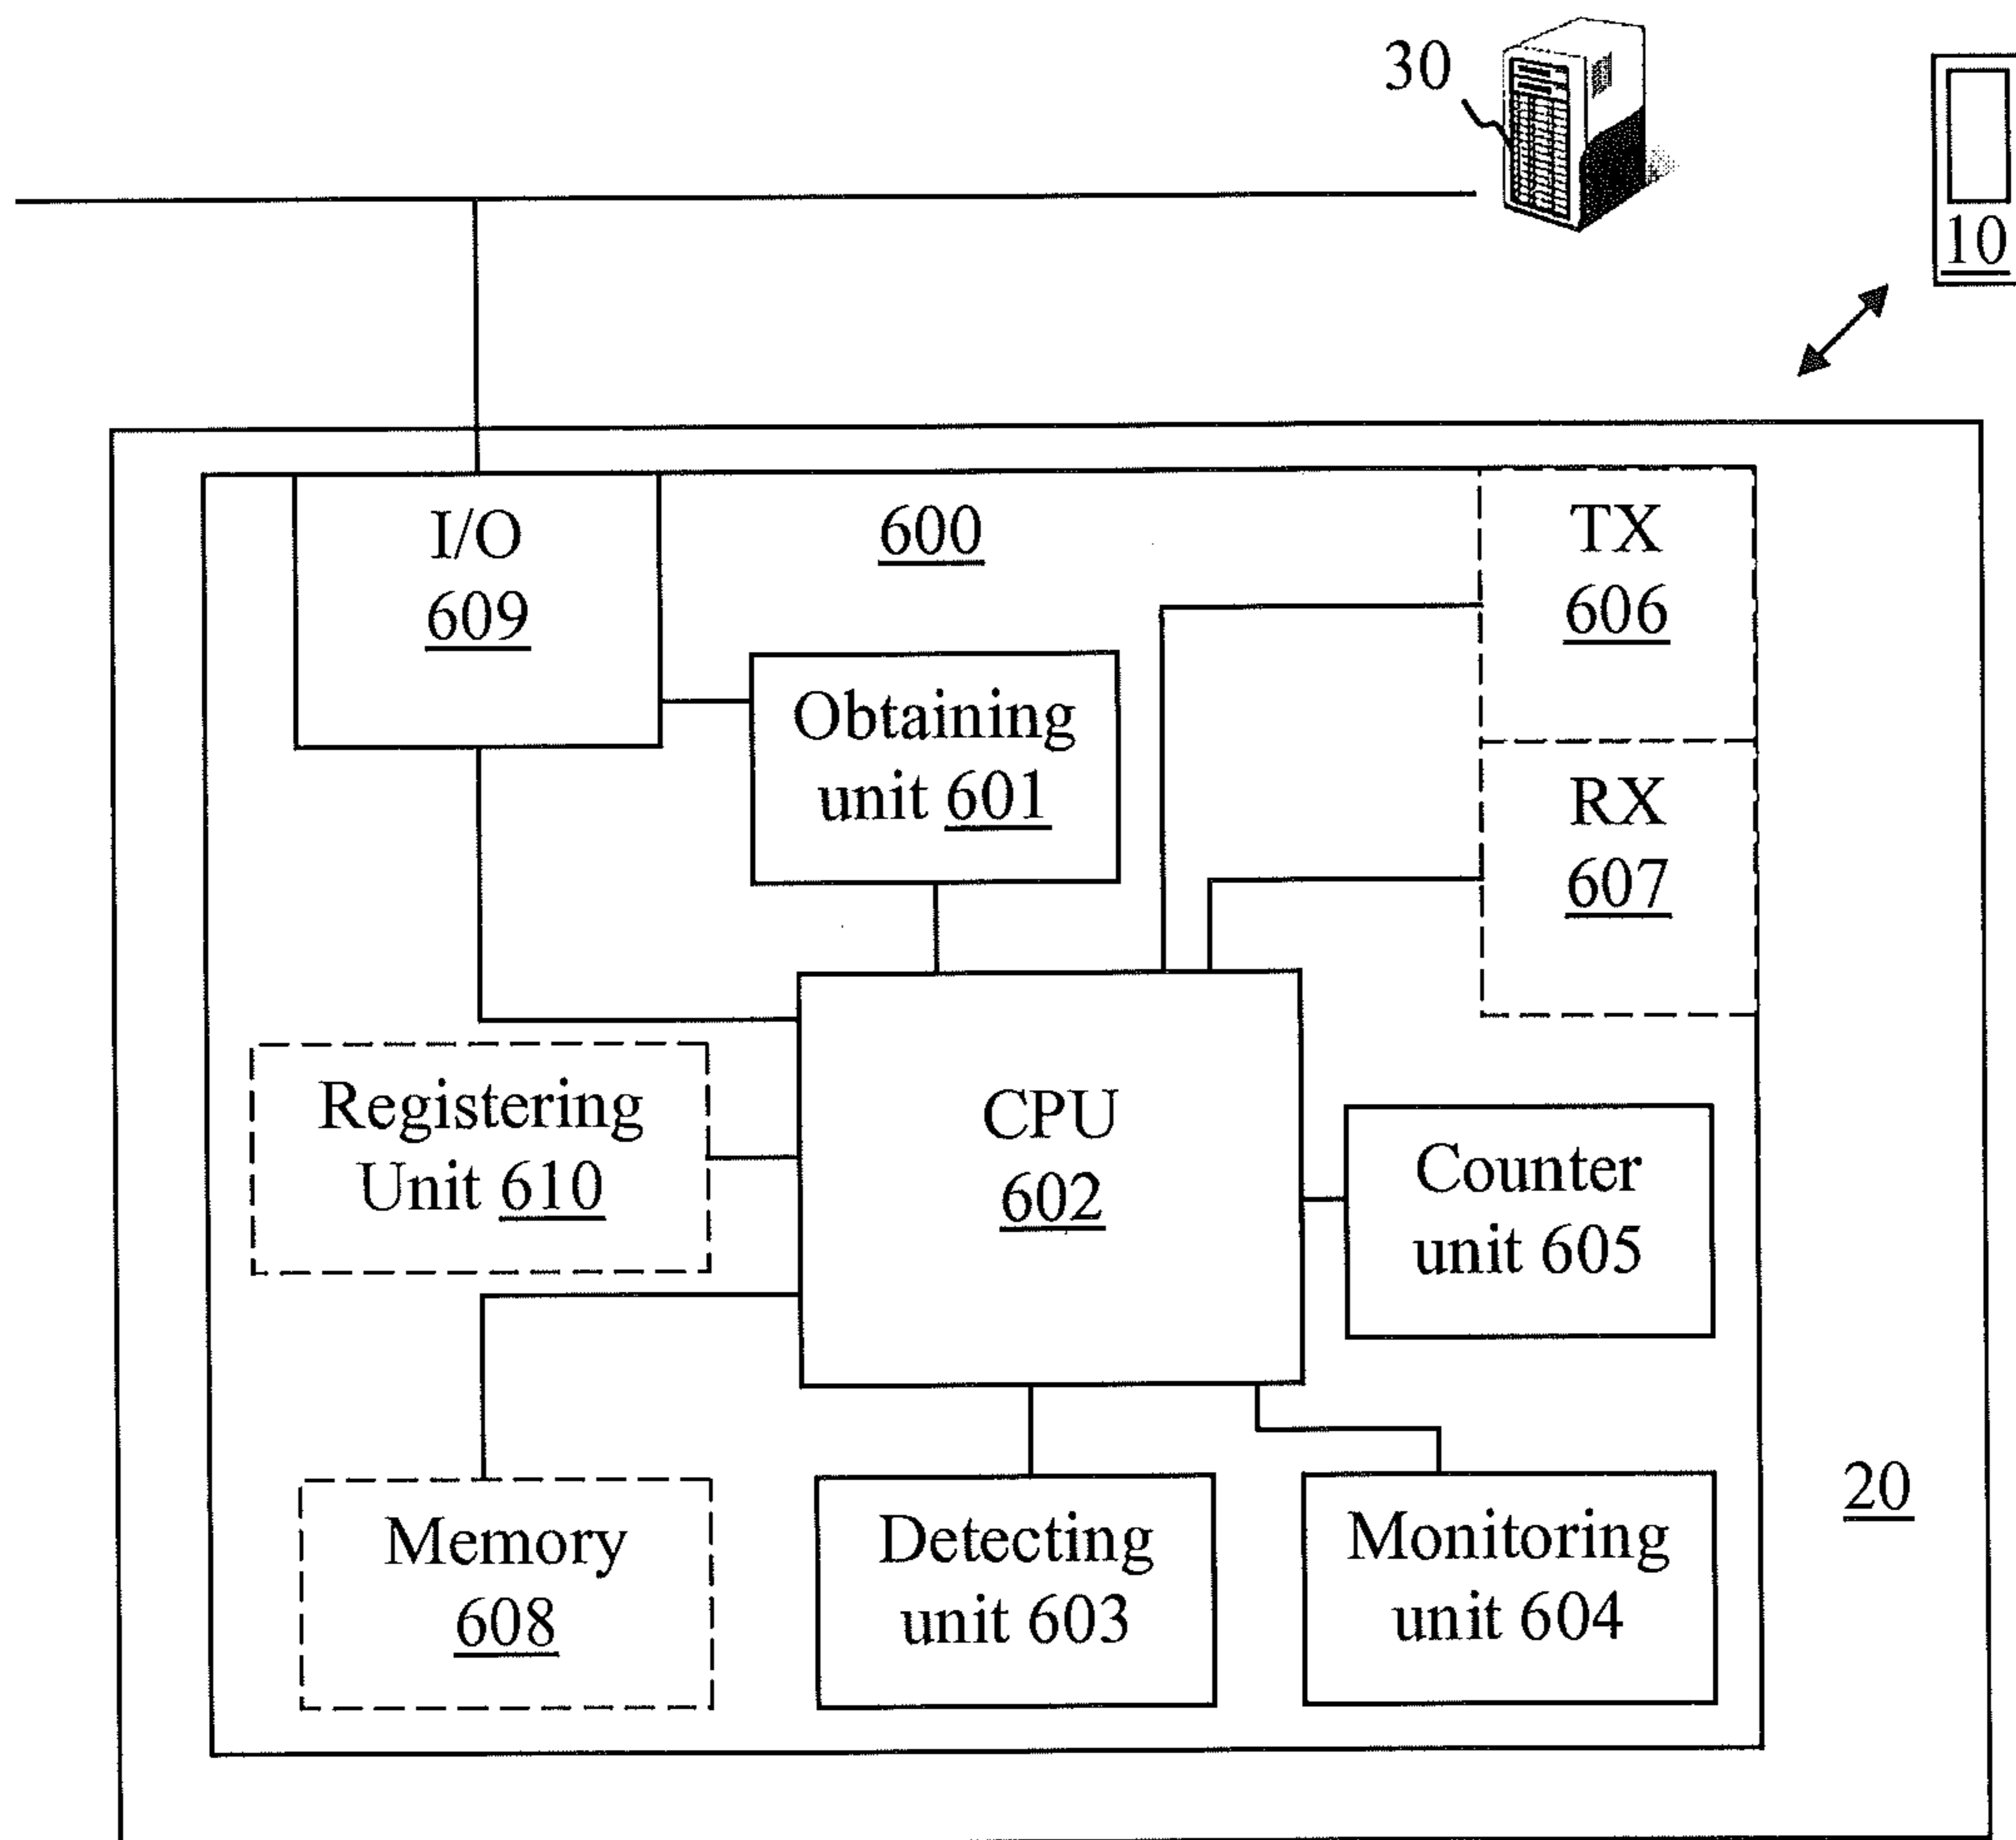 30
10
I/O
609
600
TX
606
Obtaining
unit 601
RX
607
Registering
Unit 610
CPU
602
Counter
unit 605
Memory
608
Detecting
unit 603
Monitoring
unit 604
20